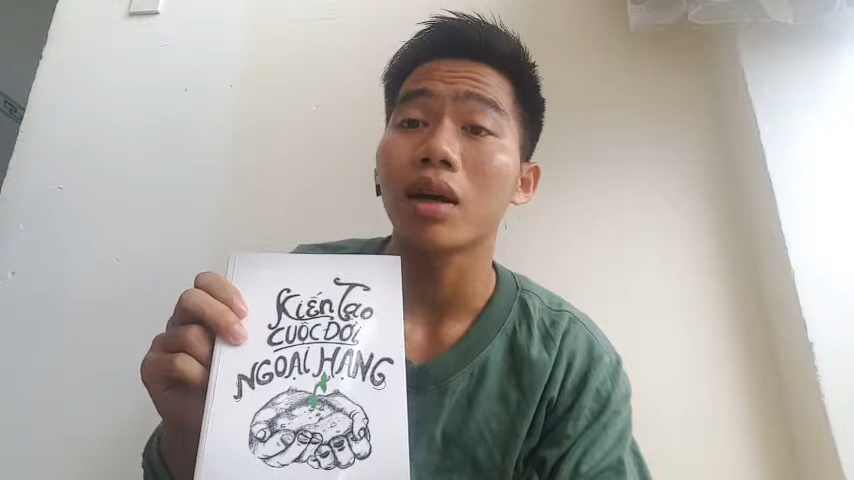 Kiến Tạo
CUỘC ĐỜI
NGOẠI HẠNG